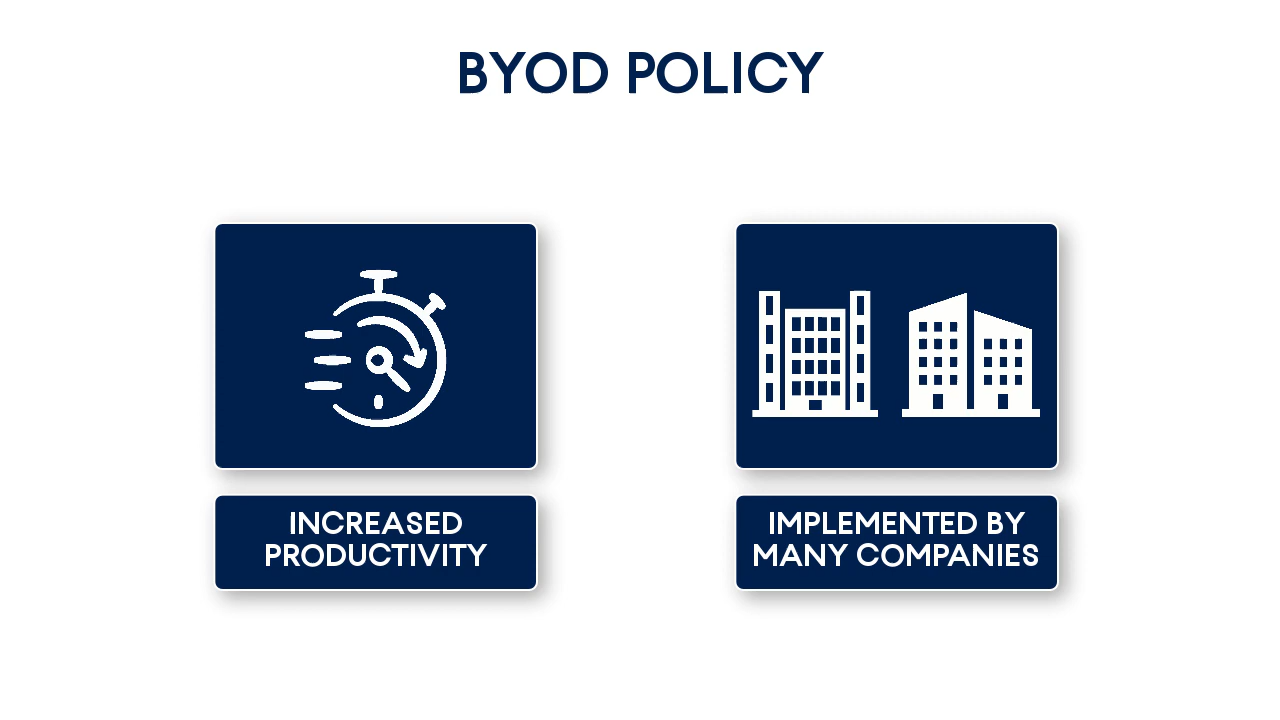 BYOD POLICY
INCREASED
PRODUCTIVITY
IMPLEMENTED BY
MANY COMPANIES